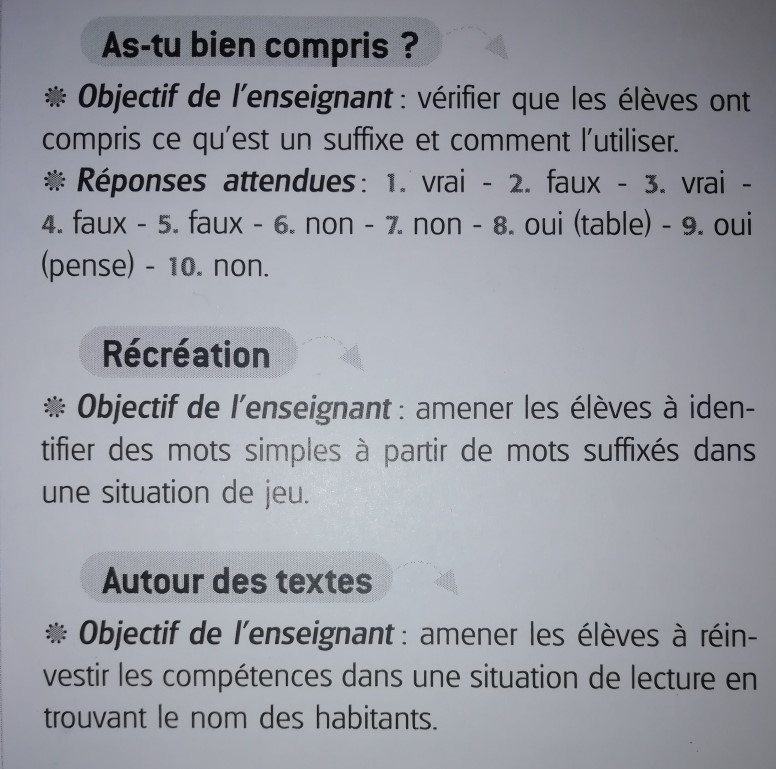 As-tu bien compris ?
Objectif de l'enseignant : vérifier que les élèves ont
compris ce qu'est un suffixe et comment l'utiliser.
Réponses attendues : 1. vrai - 2. faux - 3. vrai -
4. faux - 5. faux - 6. non - 7. non - 8. oui (table) - 9. oui
(pense) - 10. non.
Récréation
Objectif de l'enseignant : amener les élèves à iden-
tifier des mots simples à partir de mots suffixés dans
une situation de jeu.
Autour des textes
Objectif de l'enseignant : amener les élèves à réin-
vestir les compétences dans une situation de lecture en
trouvant le nom des habitants.